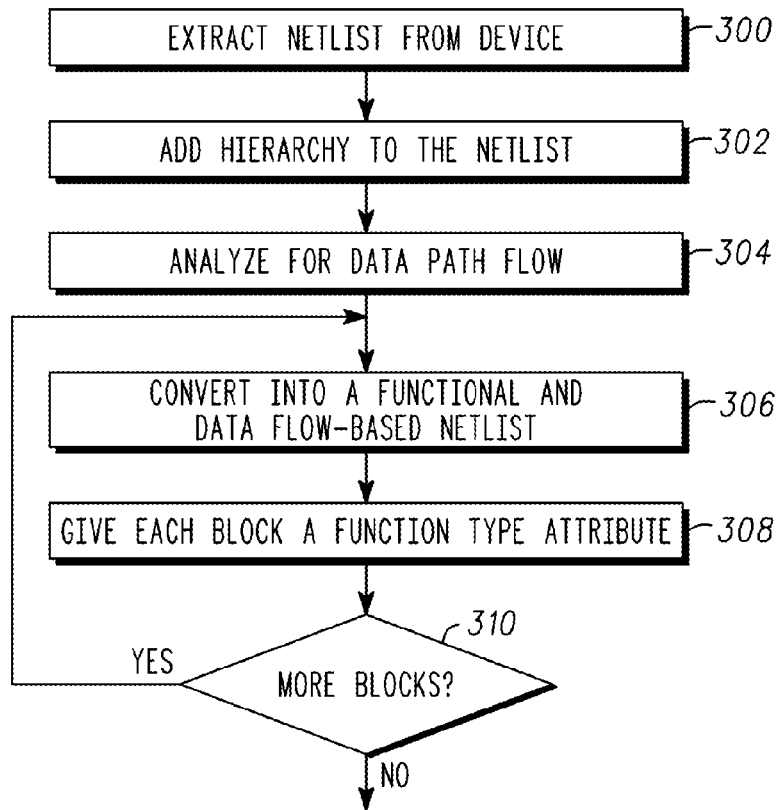 EXTRACT NETLIST FROM DEVICE
300
ADD HIERARCHY TO THE NETLIST
302
ANALYZE FOR DATA PATH FLOW
304
CONVERT INTO A FUNCTIONAL AND
DATA FLOW-BASED NETLIST
306
GIVE EACH BLOCK A FUNCTION TYPE ATTRIBUTE
308
310
YES
MORE BLOCKS?
NO